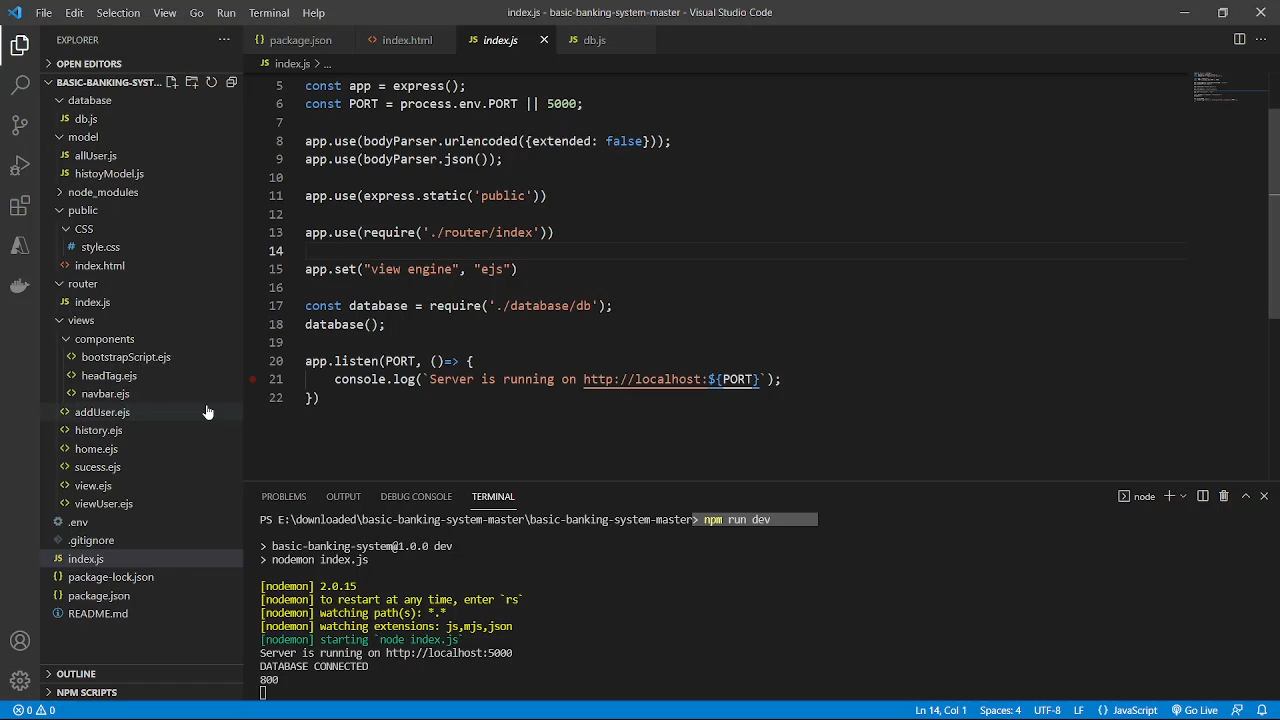 File Edit Selection View Go Run Terminal Help index.js - basic-banking-system-master - Visual Studio Code
EXPLORER ...
OPEN EDITORS
BASIC-BANKING-SYST...
database
JS db.js
model
JS allUser.js
JS histoyModel.js
node_modules
public
CSS
# style.css
<> index.html
router
JS index.js
views
components
<> bootstrapScript.ejs
<> headTag.ejs
<> navbar.ejs
<> addUser.ejs
<> history.ejs
<> home.ejs
<> sucess.ejs
<> view.ejs
<> viewUser.ejs
.env
.gitignore
JS index.js
{} package-lock.json
{} package.json
README.md
OUTLINE
NPM SCRIPTS
{} package.json <> index.html JS index.js JS db.js
JS index.js > ...
5 const app = express();
6 const PORT = process.env.PORT || 5000;
7
8 app.use(bodyParser.urlencoded({extended: false}));
9 app.use(bodyParser.json());
10
11 app.use(express.static('public'))
12
13 app.use(require('./router/index'))
14
15 app.set("view engine", "ejs")
16
17 const database = require('./database/db');
18 database();
19
20 app.listen(PORT, ()=> {
21 console.log(`Server is running on http://localhost:${PORT}`);
22 })
PROBLEMS OUTPUT DEBUG CONSOLE TERMINAL node
PS E:\downloaded\basic-banking-system-master\basic-banking-system-master> npm run dev
> basic-banking-system@1.0.0 dev
> nodemon index.js
[nodemon] 2.0.15
[nodemon] to restart at any time, enter `rs`
[nodemon] watching path(s): *.*
[nodemon] watching extensions: js,mjs,json
[nodemon] starting `node index.js`
Server is running on http://localhost:5000
DATABASE CONNECTED
800
0 0 Ln 14, Col 1 Spaces: 4 UTF-8 LF {} JavaScript Go Live